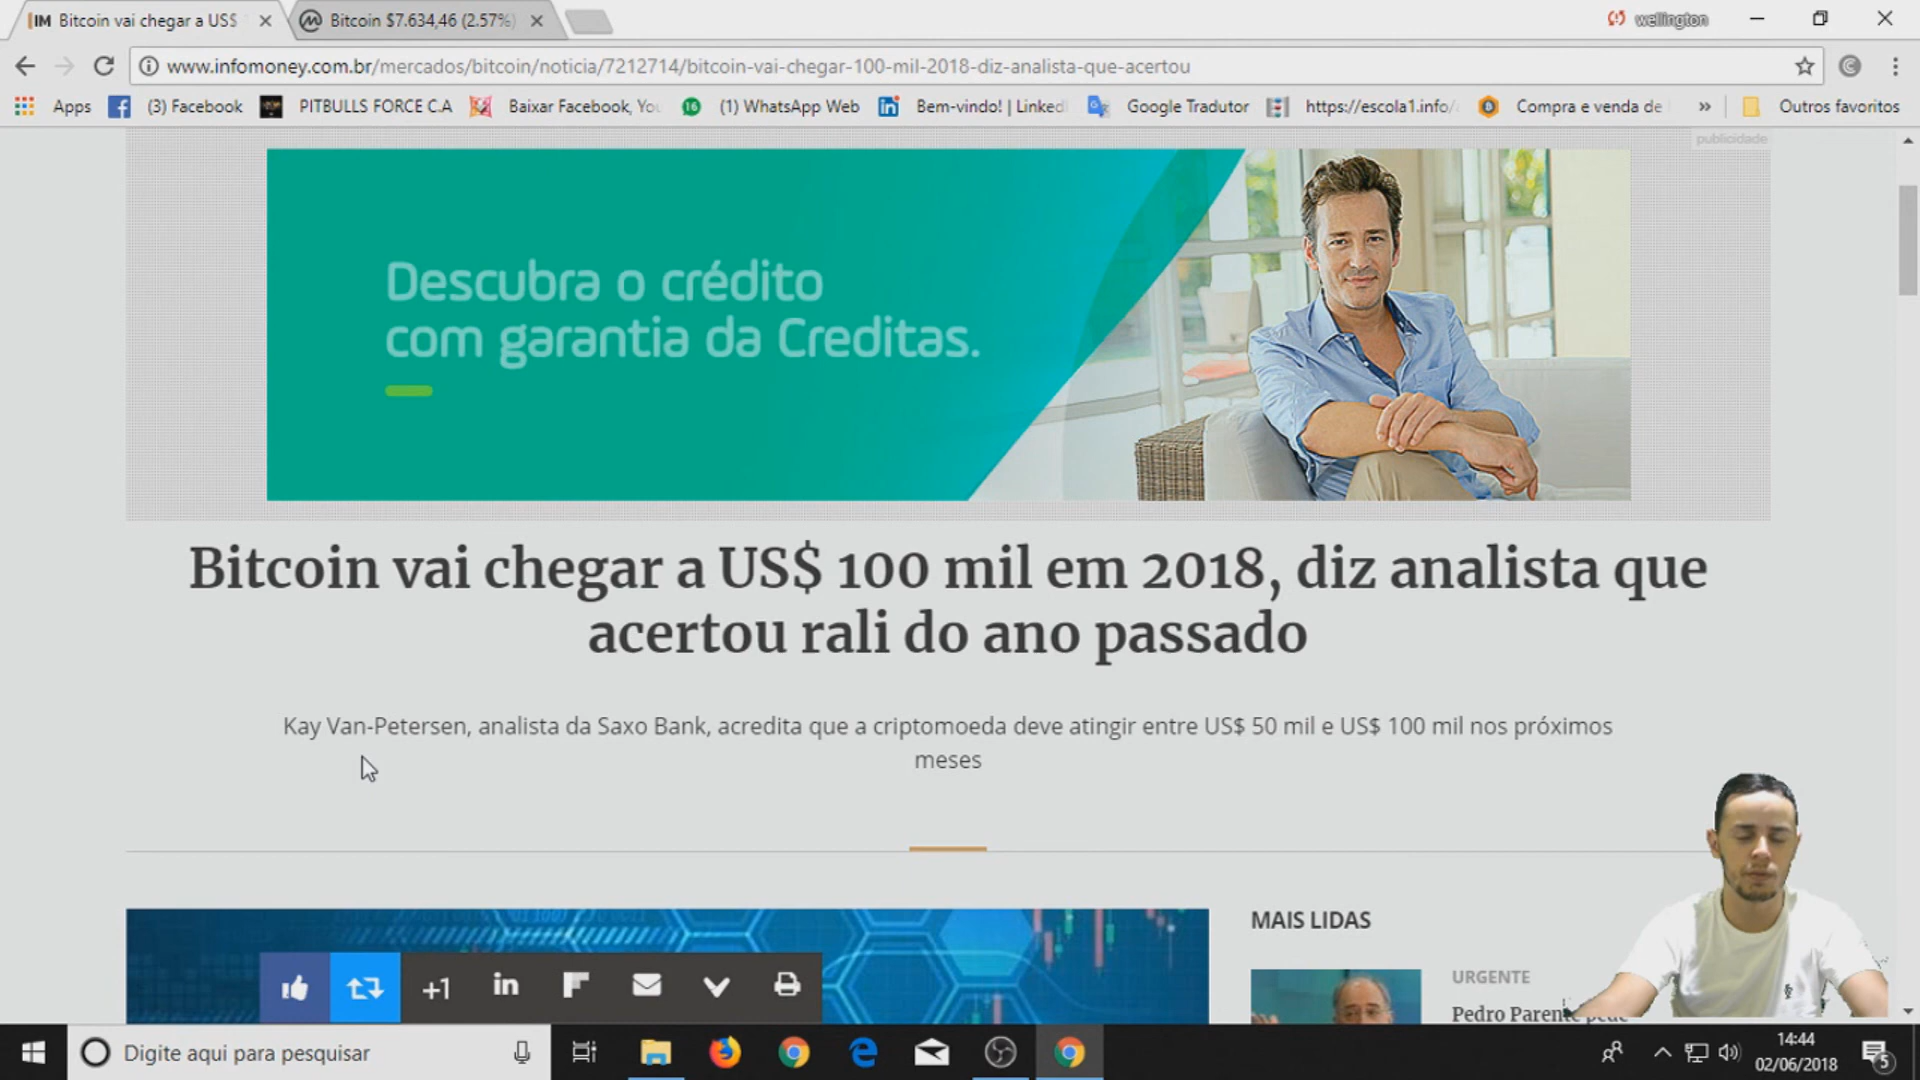 IM Bitcoin vai chegar a US$
Bitcoin $7.634,46 (2.57%)
wellington
www.infomoney.com.br/mercados/bitcoin/noticia/7212714/bitcoin-vai-chegar-100-mil-2018-diz-analista-que-acertou
Apps
(3) Facebook
PITBULLS FORCE C.A
Baixar Facebook, You
16
(1) WhatsApp Web
Bem-vindo! | Linked
Google Tradutor
https://escola1.info/
Compra e venda de
»
Outros favoritos
publicidade
Descubra o crédito
com garantia da Creditas.
Bitcoin vai chegar a US$ 100 mil em 2018, diz analista que
acertou rali do ano passado
Kay Van-Petersen, analista da Saxo Bank, acredita que a criptomoeda deve atingir entre US$ 50 mil e US$ 100 mil nos próximos
meses
MAIS LIDAS
URGENTE
Pedro Parente pede
+1
in
Digite aqui para pesquisar
14:44
02/06/2018
5